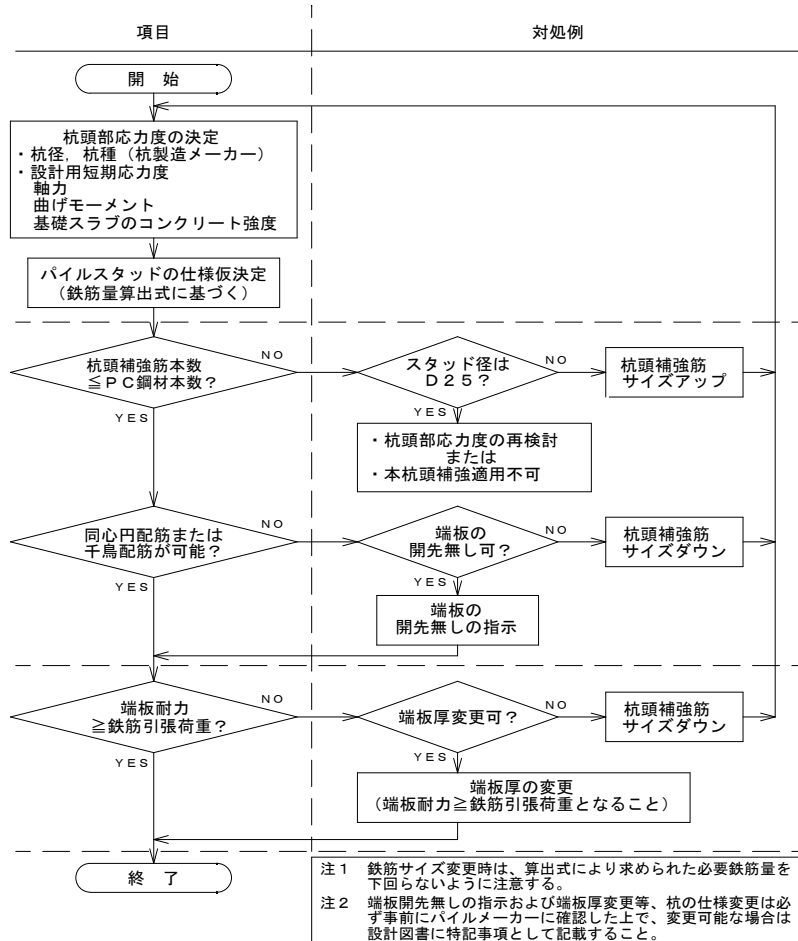 項目
対処例
開　始
杭頭部応力度の決定
・杭径，杭種（杭製造メーカー）
・設計用短期応力度
軸力
曲げモーメント
基礎スラブのコンクリート強度
パイルスタッドの仕様仮決定
（鉄筋量算出式に基づく）
杭頭補強筋本数
≦ＰＣ鋼材本数？
ＮＯ
ＹＥＳ
スタッド径は
Ｄ２５？
ＮＯ
ＹＥＳ
杭頭補強筋
サイズアップ
・杭頭部応力度の再検討
または
・本杭頭補強適用不可
同心円配筋または
千鳥配筋が可能？
ＮＯ
ＹＥＳ
端板の
開先無し可？
ＮＯ
ＹＥＳ
杭頭補強筋
サイズダウン
端板の
開先無しの指示
端板耐力
≧鉄筋引張荷重？
ＮＯ
ＹＥＳ
端板厚変更可？
ＮＯ
ＹＥＳ
杭頭補強筋
サイズダウン
端板厚の変更
（端板耐力≧鉄筋引張荷重となること）
終　了
注１　鉄筋サイズ変更時は、算出式により求められた必要鉄筋量を
下回らないように注意する。
注２　端板開先無しの指示および端板厚変更等、杭の仕様変更は必
ず事前にパイルメーカーに確認した上で、変更可能な場合は
設計図書に特記事項として記載すること。